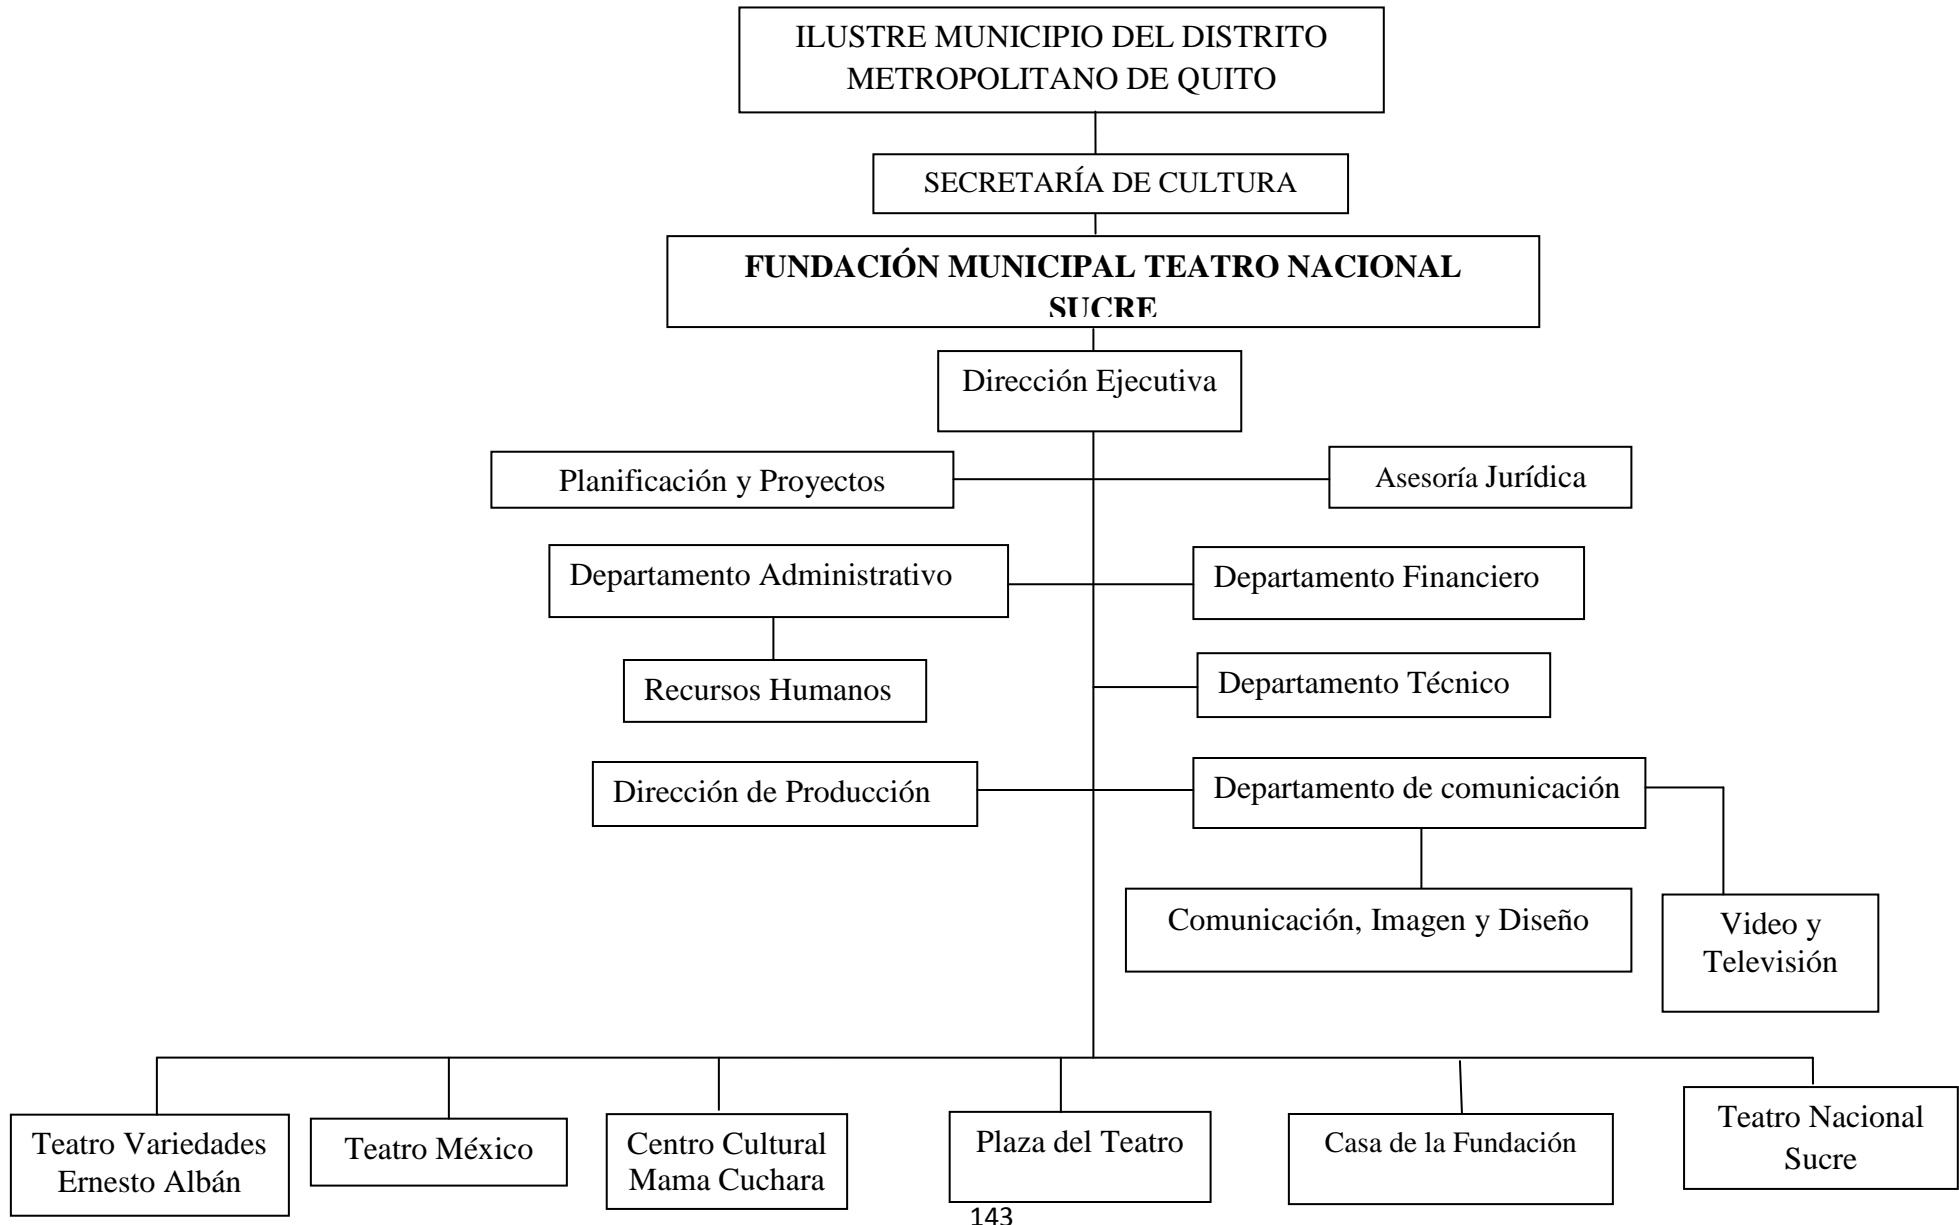 ILUSTRE MUNICIPIO DEL DISTRITO
METROPOLITANO DE QUITO
SECRETARÍA DE CULTURA
FUNDACIÓN MUNICIPAL TEATRO NACIONAL
SUCRE
Dirección Ejecutiva
Planificación y Proyectos
Asesoría Jurídica
Departamento Administrativo
Departamento Financiero
Recursos Humanos
Departamento Técnico
Dirección de Producción
Departamento de comunicación
Comunicación, Imagen y Diseño
Video y
Televisión
Teatro Variedades
Ernesto Albán
Teatro México
Centro Cultural
Mama Cuchara
Plaza del Teatro
Casa de la Fundación
Teatro Nacional
Sucre
143